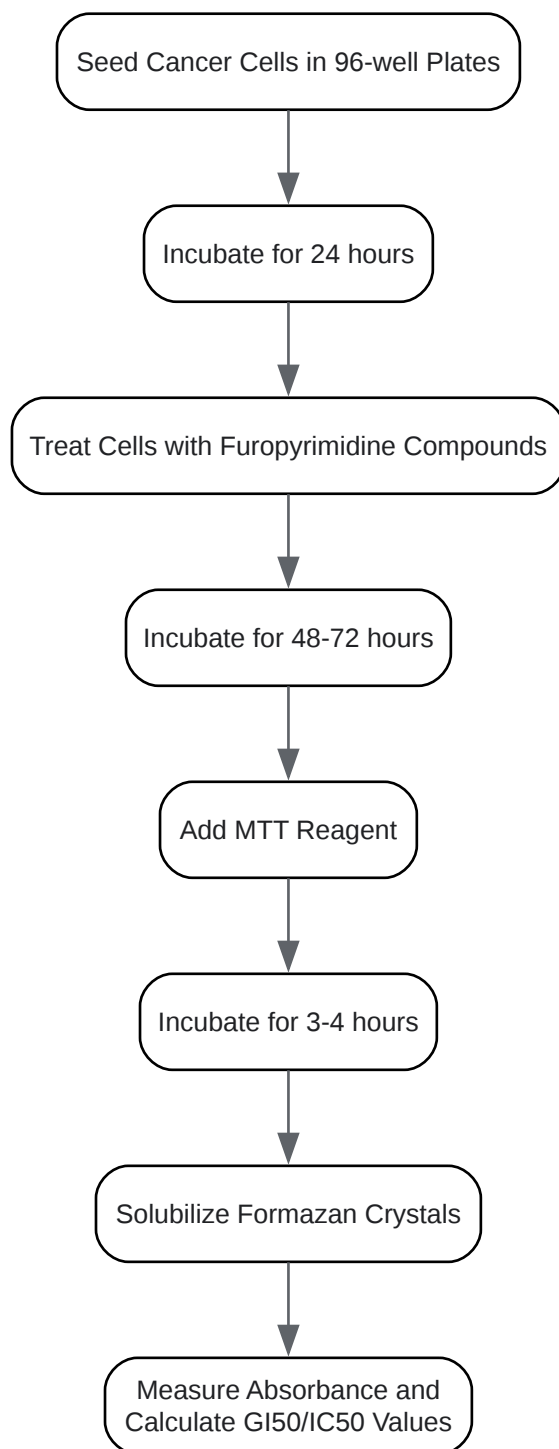 Seed Cancer Cells in 96-well Plates
Incubate for 24 hours
Treat Cells with Furopyrimidine Compounds
Incubate for 48-72 hours
Add MTT Reagent
Incubate for 3-4 hours
Solubilize Formazan Crystals
Measure Absorbance and
Calculate GI50/IC50 Values